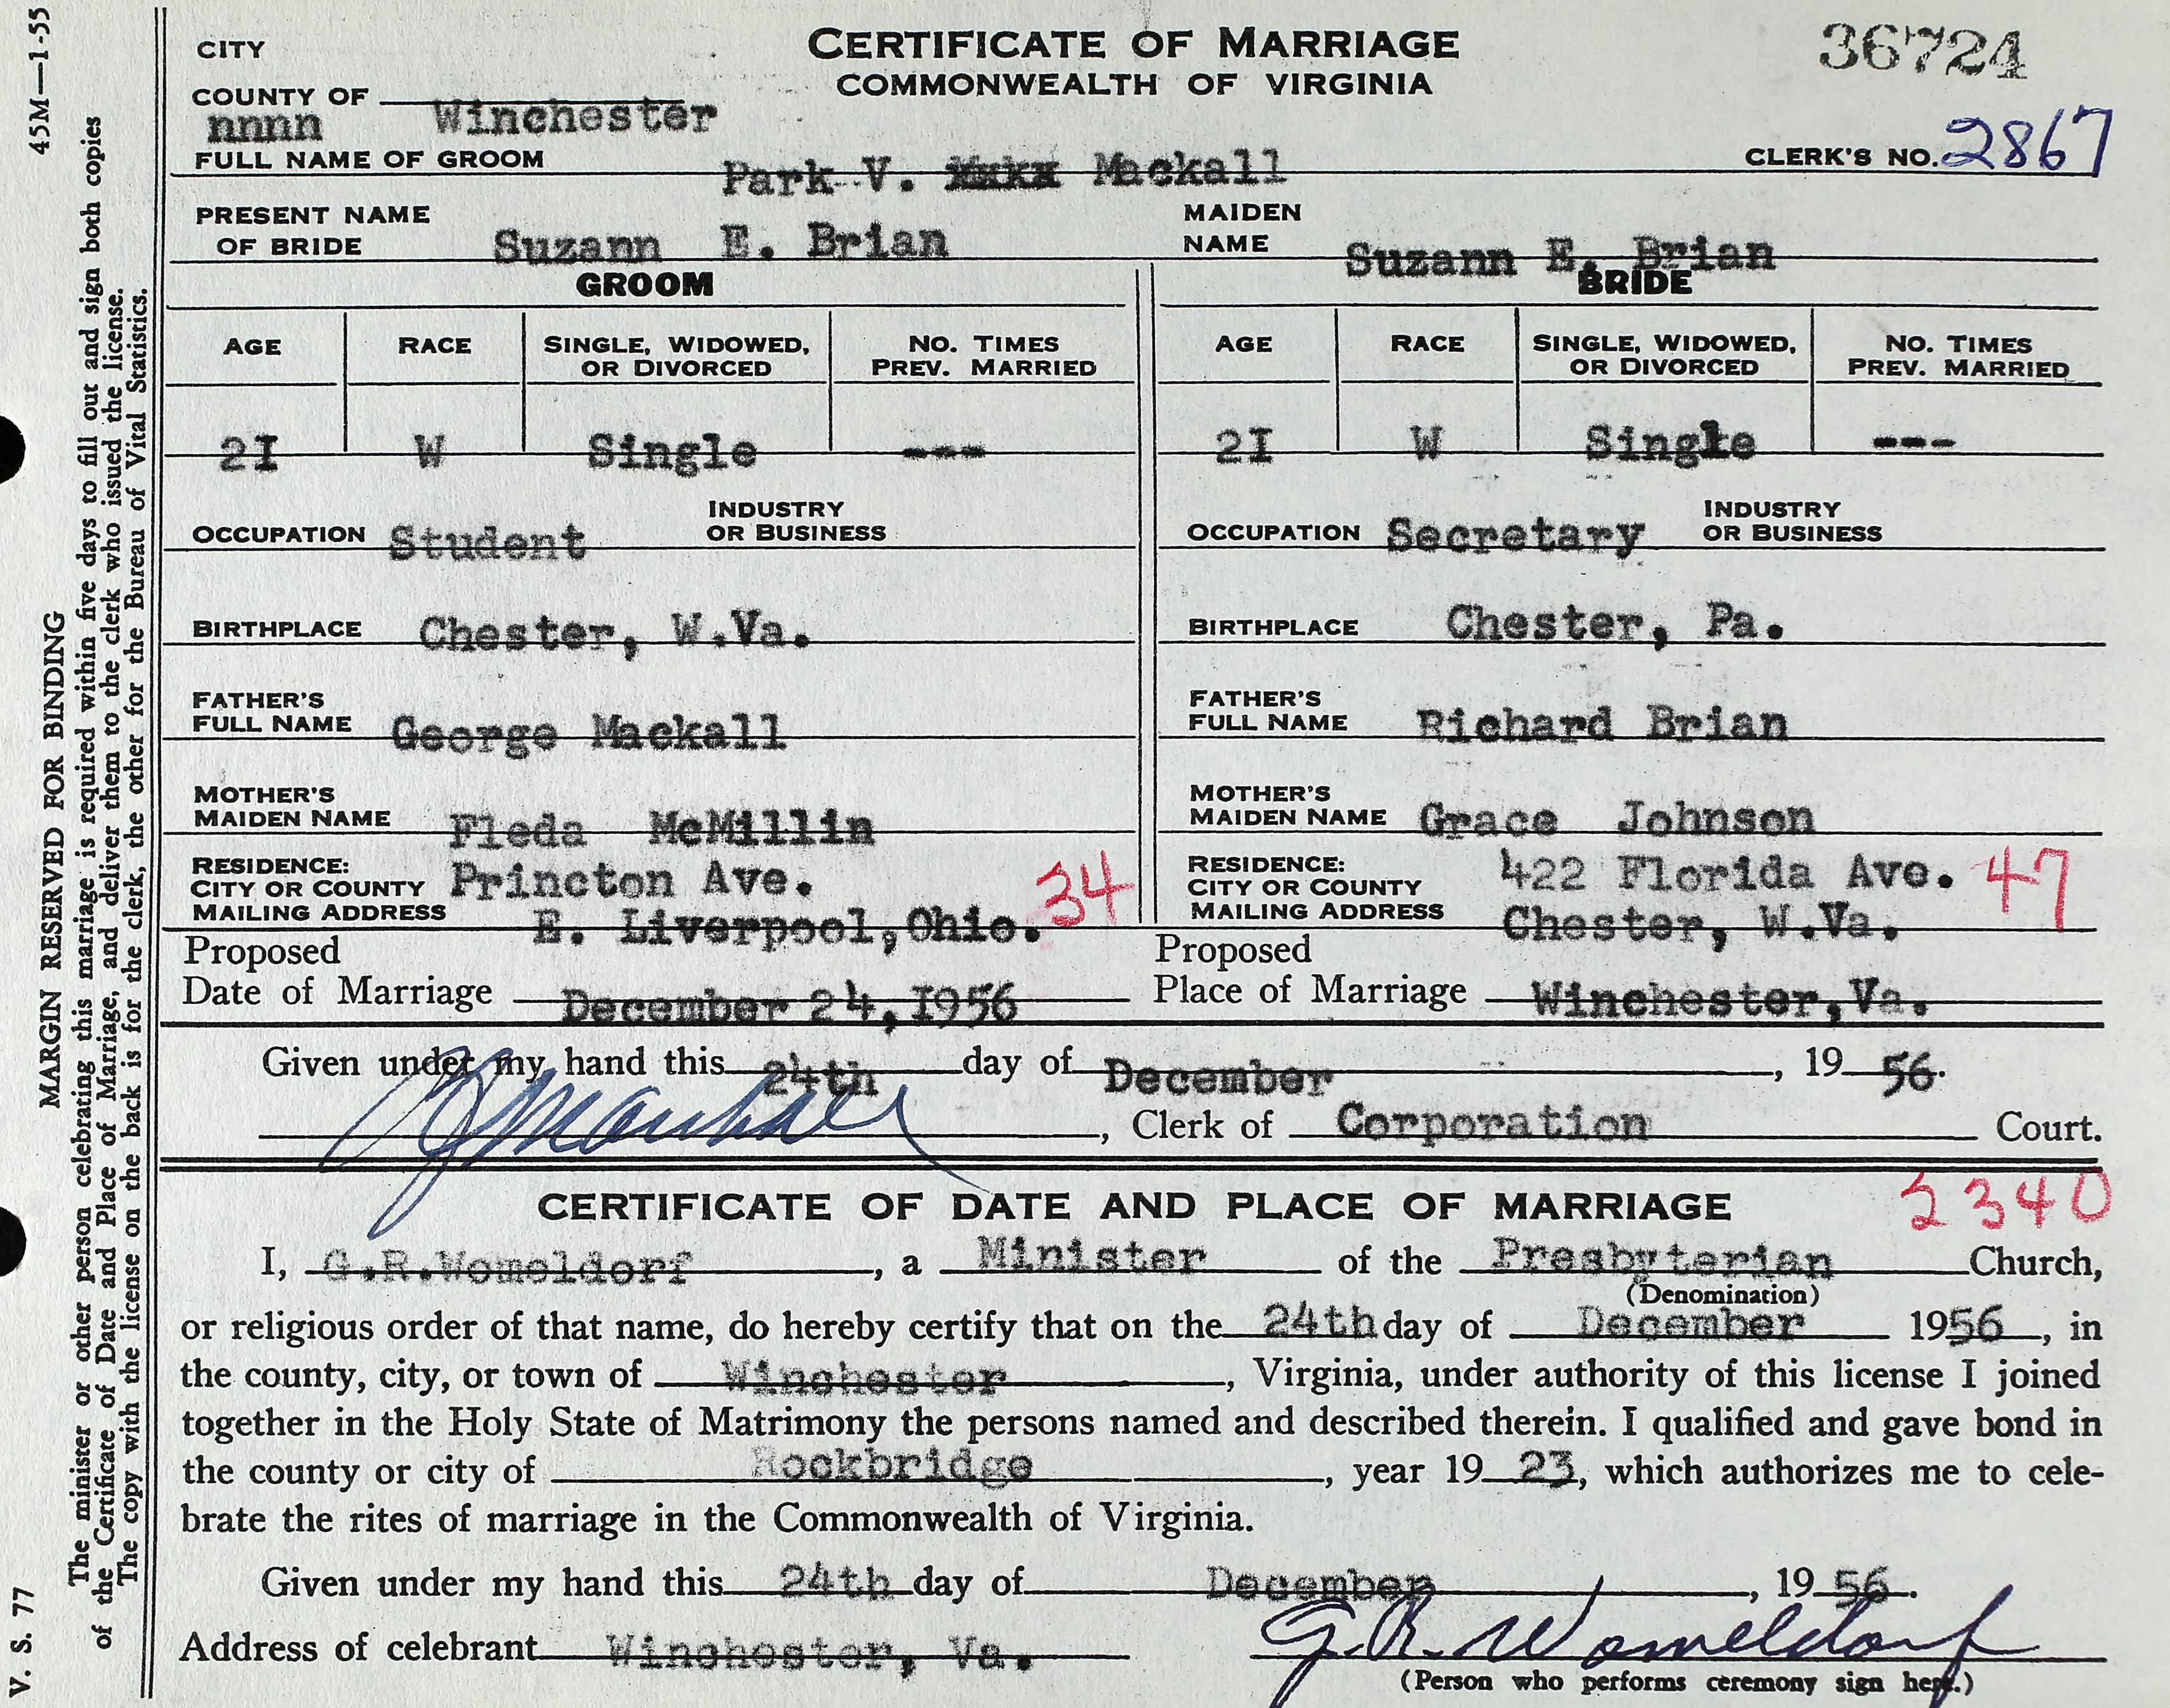 45M—1-55
CITY
CERTIFICATE OF MARRIAGE
36724
COMMONWEALTH OF VIRGINIA
COUNTY OF Winchester
nnnn
CLERK'S NO. 2867
FULL NAME OF GROOM Park V. Mackall
PRESENT NAME OF BRIDE Suzann E. Brian
MAIDEN NAME Suzann E. Brian
GROOM
AGE RACE SINGLE, WIDOWED, OR DIVORCED NO. TIMES PREV. MARRIED
2I W Single ---
OCCUPATION Student INDUSTRY OR BUSINESS
BIRTHPLACE Chester, W.Va.
FATHER'S FULL NAME George Mackall
MOTHER'S MAIDEN NAME Fleda McMillin
RESIDENCE: CITY OR COUNTY MAILING ADDRESS Princton Ave.
E. Liverpool, Ohio. 34
BRIDE
AGE RACE SINGLE, WIDOWED, OR DIVORCED NO. TIMES PREV. MARRIED
2I W Single ---
OCCUPATION Secretary INDUSTRY OR BUSINESS
BIRTHPLACE Chester, Pa.
FATHER'S FULL NAME Richard Brian
MOTHER'S MAIDEN NAME Grace Johnson
RESIDENCE: CITY OR COUNTY MAILING ADDRESS 422 Florida Ave. 47
Chester, W.Va.
Proposed Date of Marriage December 24, I956
Proposed Place of Marriage Winchester, Va.
Given under my hand this 24th day of December, 19 56.
, Clerk of Corporation Court.
CERTIFICATE OF DATE AND PLACE OF MARRIAGE 2340
I, G.R.Womeldorf, a Minister of the Presbyterian Church,
(Denomination)
or religious order of that name, do hereby certify that on the 24th day of December 1956, in
the county, city, or town of Winchester, Virginia, under authority of this license I joined
together in the Holy State of Matrimony the persons named and described therein. I qualified and gave bond in
the county or city of Rockbridge, year 19 23, which authorizes me to cele-
brate the rites of marriage in the Commonwealth of Virginia.
Given under my hand this 24th day of December, 19 56.
Address of celebrant Winchester, Va. G. R. Womeldorf
(Person who performs ceremony sign here.)
V. S. 77
MARGIN RESERVED FOR BINDING
The minister or other person celebrating this marriage is required within five days to fill out and sign both copies
of the Certificate of Date and Place of Marriage, and deliver them to the clerk who issued the license.
The copy with the license on the back is for the clerk, the other for the Bureau of Vital Statistics.